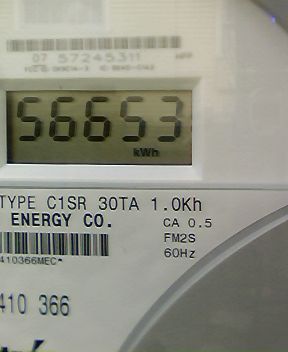 07 57245311
56653
kWh
TYPE C1SR 30TA 1.0Kh
ENERGY CO.
CA 0.5
FM2S
60Hz
410366MEC*
410 366